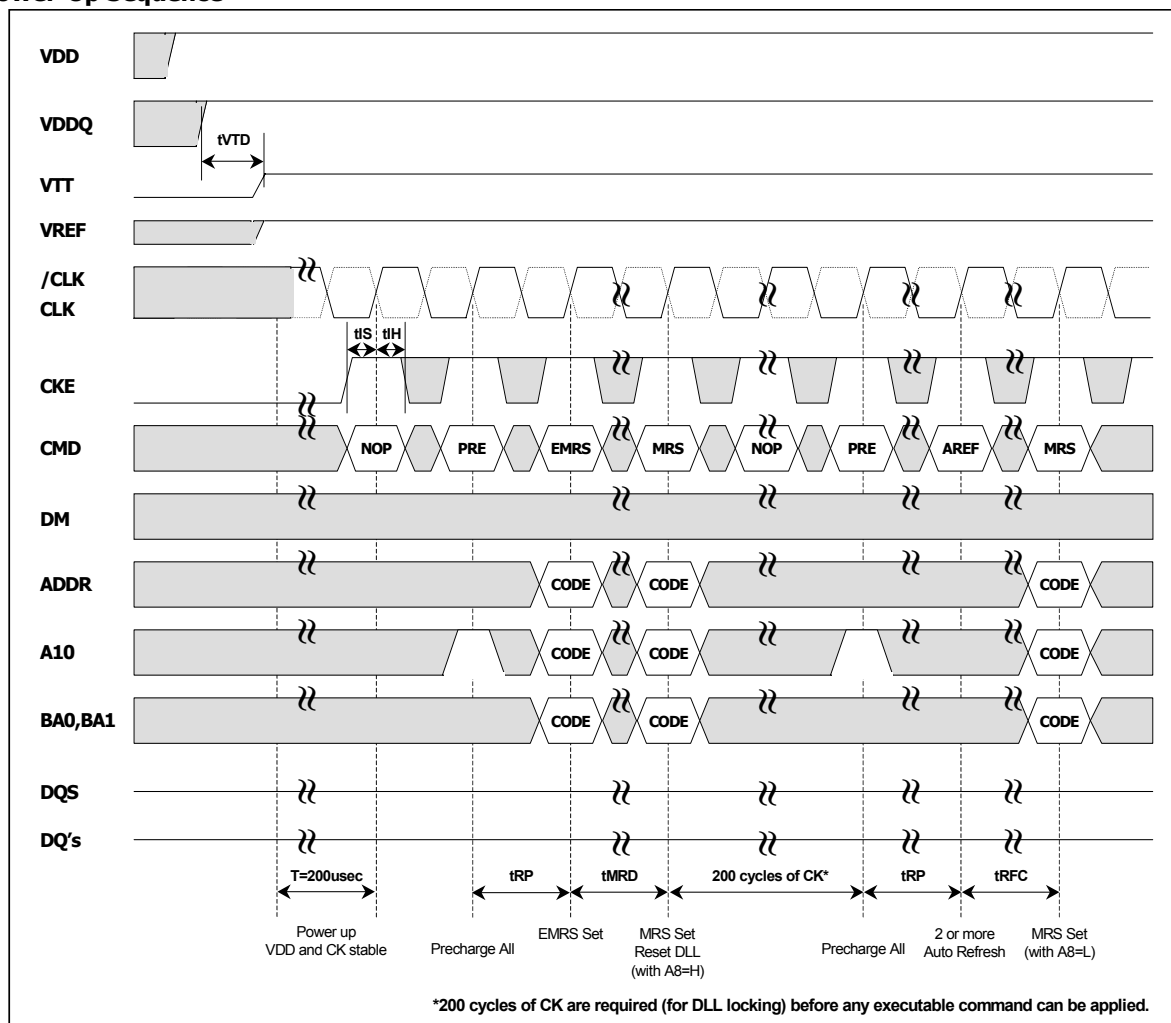 VDD
VDDQ
tVTD
VTT
VREF
/CLK
CLK
tIS tIH
CKE
CMD NOP PRE EMRS MRS NOP PRE AREF MRS
DM
ADDR CODE CODE CODE
A10 CODE CODE CODE
BA0,BA1 CODE CODE CODE
DQS
DQ's
T=200usec tRP tMRD 200 cycles of CK* tRP tRFC
Power up
VDD and CK stable
Precharge All
EMRS Set
MRS Set
Reset DLL
(with A8=H)
Precharge All
2 or more
Auto Refresh
MRS Set
(with A8=L)
*200 cycles of CK are required (for DLL locking) before any executable command can be applied.